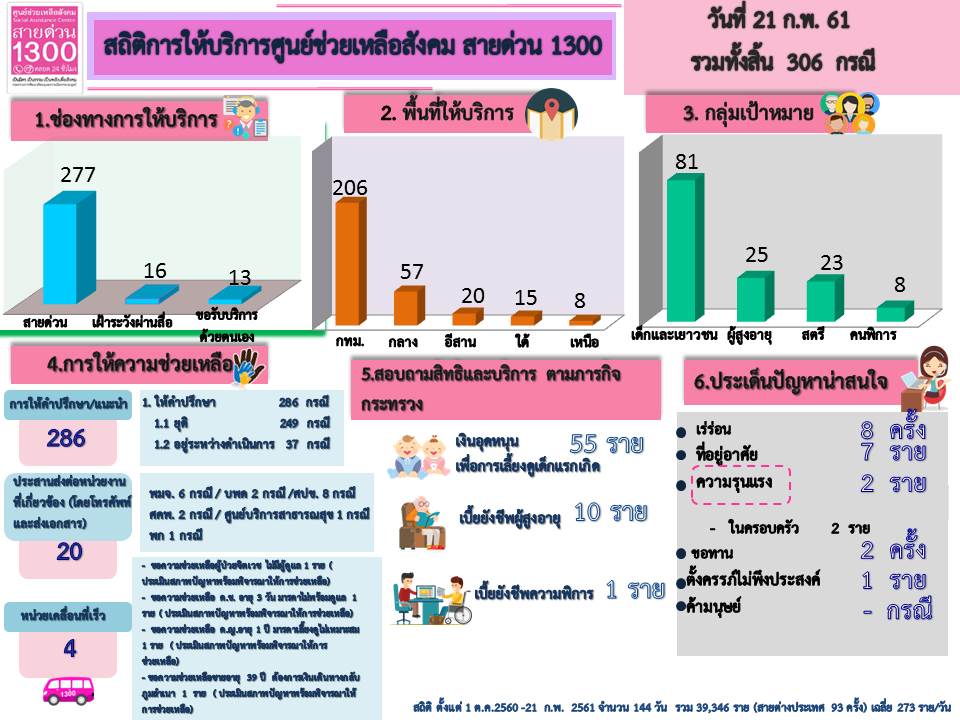 ศูนย์ช่วยเหลือสังคม
Social Assistance Center
สายด่วน
1300
ตลอด 24 ชั่วโมง
สถิติการให้บริการศูนย์ช่วยเหลือสังคม สายด่วน 1300
วันที่ 21 ก.พ. 61
รวมทั้งสิ้น 306 กรณี
1.ช่องทางการให้บริการ
277
16
13
สายด่วน
เฝ้าระวังผ่านสื่อ
ขอรับบริการ
ด้วยตนเอง
2. พื้นที่ให้บริการ
206
57
20
15
8
กทม.
กลาง
อีสาน
ใต้
เหนือ
3. กลุ่มเป้าหมาย
81
25
23
8
เด็กและเยาวชน
ผู้สูงอายุ
สตรี
คนพิการ
4.การให้ความช่วยเหลือ
การให้คำปรึกษา/แนะนำ
286
1. ให้คำปรึกษา 286 กรณี
1.1 ยุติ 249 กรณี
1.2 อยู่ระหว่างดำเนินการ 37 กรณี
ประสานส่งต่อหน่วยงาน
ที่เกี่ยวข้อง (โดยโทรศัพท์
และส่งเอกสาร)
20
พมจ. 6 กรณี / บพด 2 กรณี /สปช. 8 กรณี
สคพ. 2 กรณี / ศูนย์บริการสาธารณสุข 1 กรณี
พก 1 กรณี
หน่วยเคลื่อนที่เร็ว
4
1300
- ขอความช่วยเหลือผู้ป่วยจิตเวช ไม่มีผู้ดูแล 1 ราย (
ประเมินสภาพปัญหาพร้อมพิจารณาให้การช่วยเหลือ)
- ขอความช่วยเหลือ ด.ช. อายุ 3 วัน มารดาไม่พร้อมดูแล 1
ราย ( ประเมินสภาพปัญหาพร้อมพิจารณาให้การช่วยเหลือ)
- ขอความช่วยเหลือ ด.ญ.อายุ 1 ปี มารดาเลี้ยงดูไม่เหมาะสม
1 ราย ( ประเมินสภาพปัญหาพร้อมพิจารณาให้การ
ช่วยเหลือ)
- ขอความช่วยเหลือชายอายุ 39 ปี ต้องการเงินเดินทางกลับ
ภูมิลำเนา 1 ราย ( ประเมินสภาพปัญหาพร้อมพิจารณาให้
การช่วยเหลือ)
5.สอบถามสิทธิและบริการ ตามภารกิจ
กระทรวง
เงินอุดหนุน
เพื่อการเลี้ยงดูเด็กแรกเกิด
55 ราย
เบี้ยยังชีพผู้สูงอายุ 10 ราย
เบี้ยยังชีพความพิการ 1 ราย
6.ประเด็นปัญหาน่าสนใจ
เร่ร่อน 8 ครั้ง
ที่อยู่อาศัย 7 ราย
ความรุนแรง 2 ราย
- ในครอบครัว 2 ราย
ขอทาน 2 ครั้ง
ตั้งครรภ์ไม่พึงประสงค์ 1 ราย
ค้ามนุษย์ - กรณี
สถิติ ตั้งแต่ 1 ต.ค.2560 -21 ก.พ. 2561 จำนวน 144 วัน รวม 39,346 ราย (สายต่างประเทศ 93 ครั้ง) เฉลี่ย 273 ราย/วัน